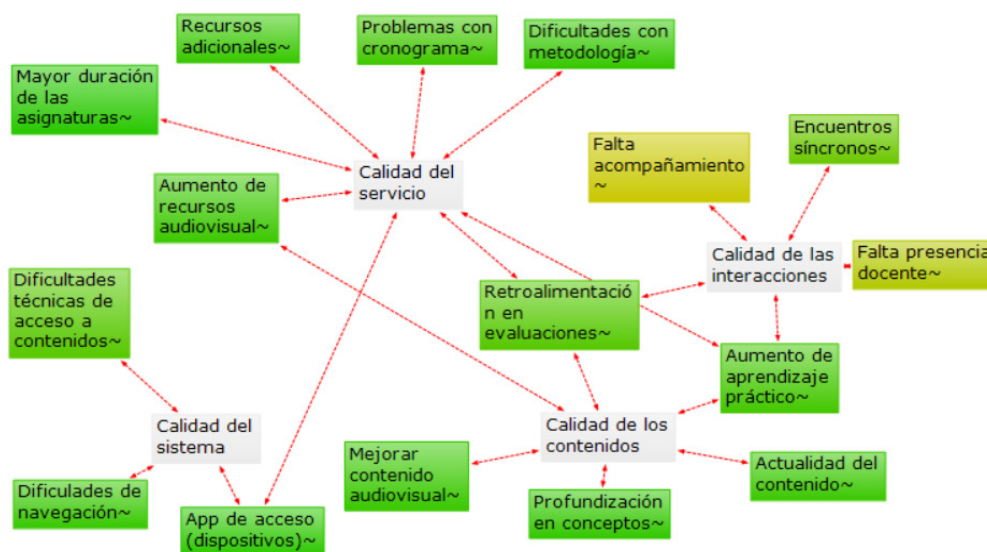 Recursos
adicionales~
Problemas con
cronograma~
Dificultades con
metodología~
Mayor duración
de las
asignaturas~
Encuentros
síncronos~
Falta
acompañamiento
~
Calidad del
servicio
Aumento de
recursos
audiovisual~
Calidad de las
interacciones
Falta presencia
docente~
Dificultades
técnicas de
acceso a
contenidos~
Retroalimentació
n en
evaluaciones~
Aumento de
aprendizaje
práctico~
Calidad del
sistema
Calidad de los
contenidos
Mejorar
contenido
audiovisual~
Actualidad del
contenido~
Dificulades de
navegación~
App de acceso
(dispositivos)~
Profundización
en conceptos~